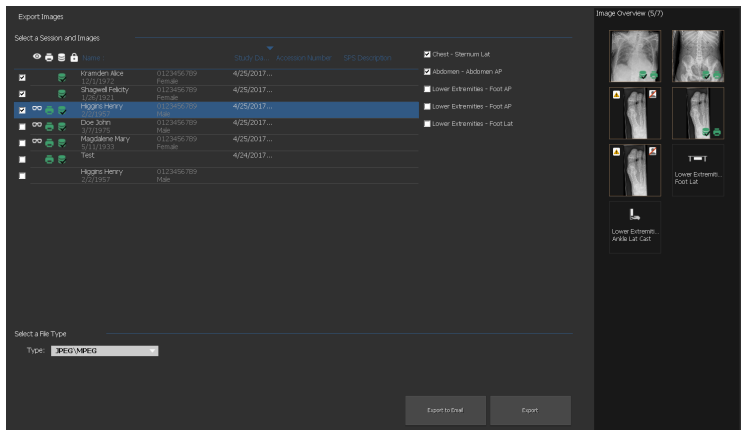 Export Images
Image Overview (5/7)
Select a Session and Images
Name
Study Da... Accession Number SPS Description
Chest - Sternum Lat
Abdomen - Abdomen AP
Lower Extremities - Foot AP
Lower Extremities - Foot AP
Lower Extremities - Foot Lat
Kramden Alice 0123456789 4/25/2017...
12/1/1972 Female
Shagwell Felicity 0123456789 4/25/2017...
1/26/1921 Female
Higgins Henry 0123456789 4/25/2017...
2/2/1957 Male
Doe John 0123456789 4/25/2017...
3/7/1975 Male
Magdalene Mary 0123456789 4/25/2017...
5/11/1933 Female
Test 4/24/2017...
Higgins Henry 0123456789
2/2/1957 Male
Lower Extremiti...
Foot Lat
Lower Extremiti...
Ankle Lat Cast
Select a File Type
Type: JPEG\MPEG
Export to Email Export